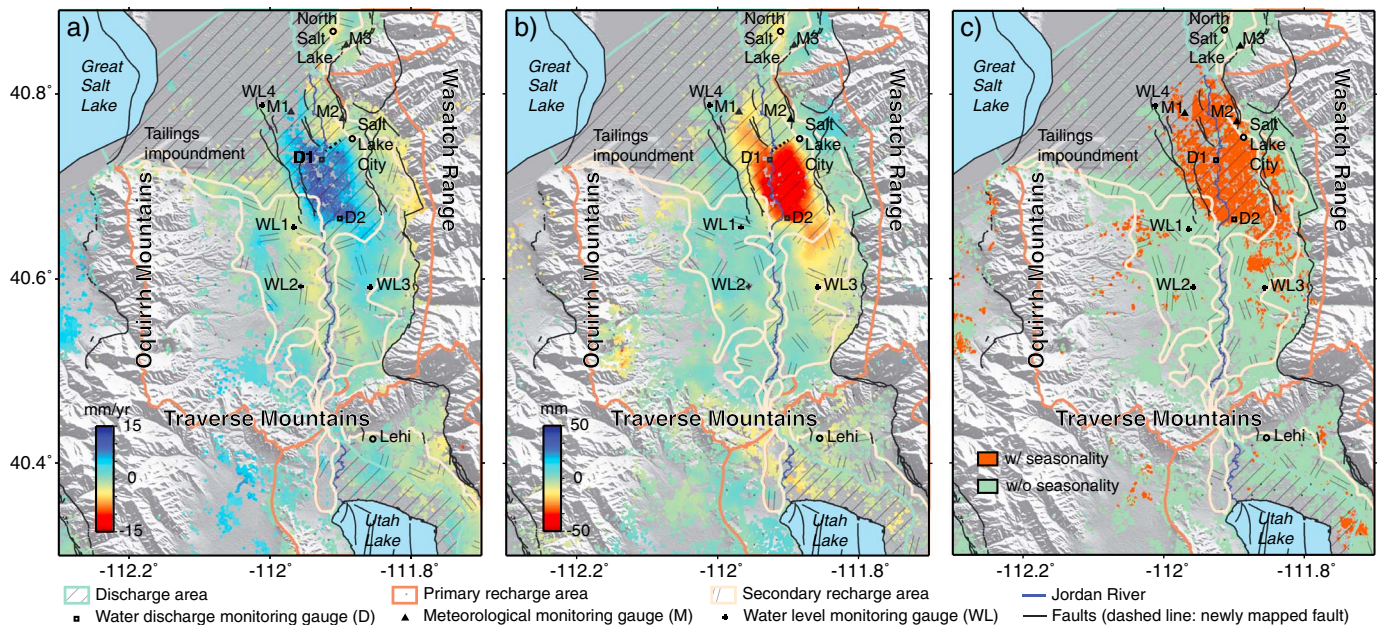 a)
North
Salt
Lake
M3
Great
Salt
Lake
40.8°
WL4
M1
M2
Salt
Lake
City
Tailings
impoundment
D1
D2
WL1
Wasatch Range
Oquirrh Mountains
40.6°
WL2
WL3
Traverse Mountains
mm/yr
15
0
-15
Lehi
40.4°
Utah
Lake
-112.2°
-112°
-111.8°
b)
North
Salt
Lake
M3
Great
Salt
Lake
WL4
M1
M2
Salt
Lake
City
Tailings
impoundment
D1
D2
WL1
Wasatch Range
Oquirrh Mountains
WL2
WL3
Traverse Mountains
mm
50
0
-50
Lehi
Utah
Lake
-112.2°
-112°
-111.8°
c)
North
Salt
Lake
M3
Great
Salt
Lake
WL4
M1
M2
Salt
Lake
City
Tailings
impoundment
D1
D2
WL1
Wasatch Range
Oquirrh Mountains
WL2
WL3
Traverse Mountains
w/ seasonality
w/o seasonality
Lehi
Utah
Lake
-112.2°
-112°
-111.8°
Discharge area
Primary recharge area
Secondary recharge area
Jordan River
Water discharge monitoring gauge (D)
Meteorological monitoring gauge (M)
Water level monitoring gauge (WL)
Faults (dashed line: newly mapped fault)